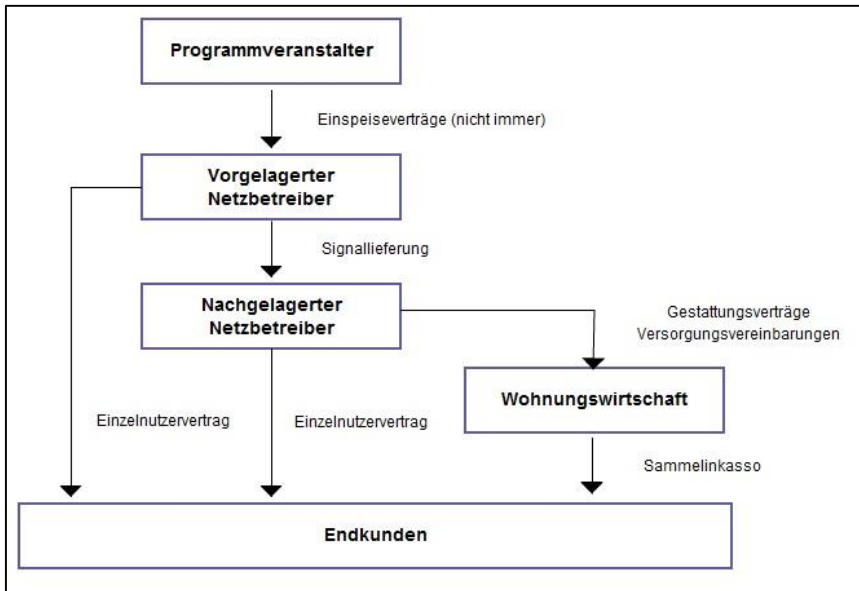 Programmveranstalter
Einspeiseverträge (nicht immer)
Vorgelagerter
Netzbetreiber
Signallieferung
Nachgelagerter
Netzbetreiber
Gestattungsverträge
Versorgungsvereinbarungen
Wohnungswirtschaft
Einzelnutzervertrag
Einzelnutzervertrag
Sammelinkasso
Endkunden